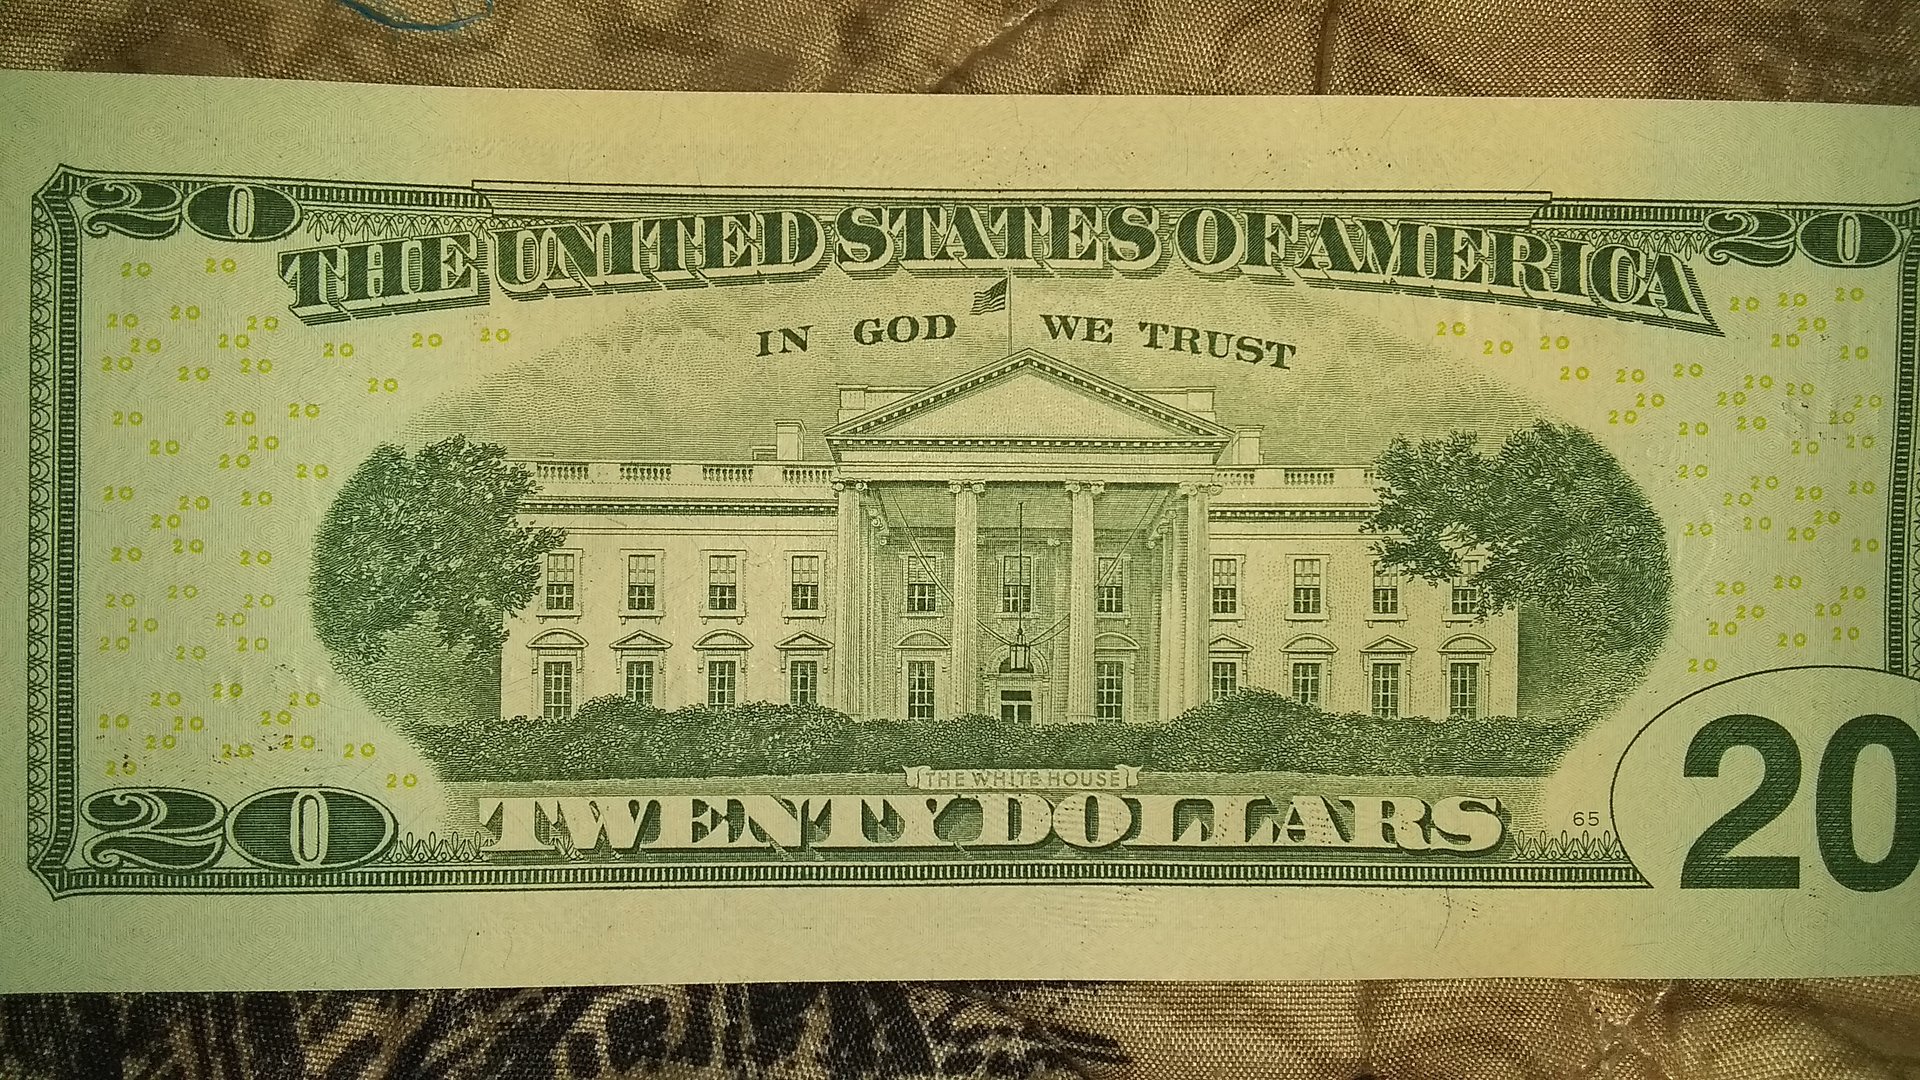 20 20
THE UNITED STATES OF AMERICA
IN GOD WE TRUST
THE WHITE HOUSE
TWENTY DOLLARS
20 65 20